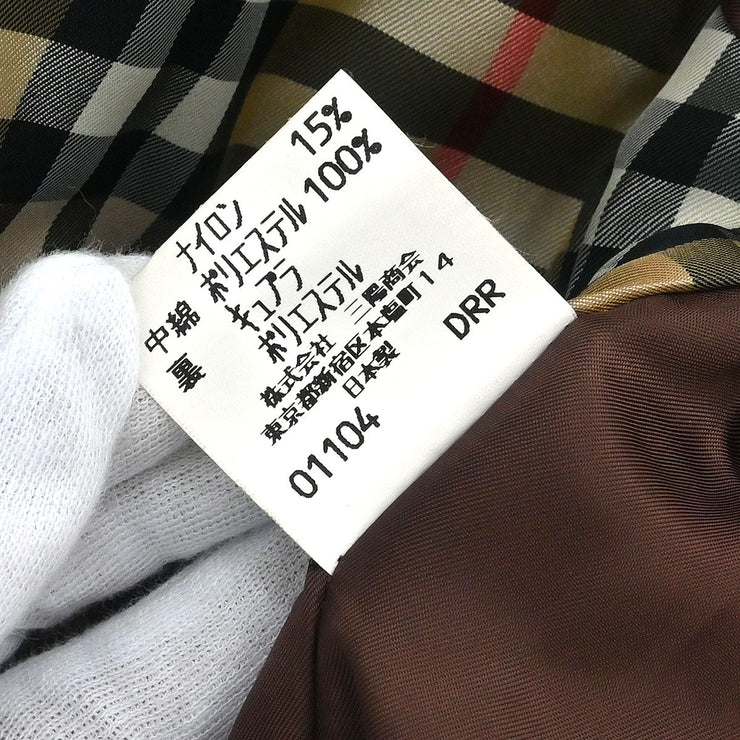 ナイロン 15%
中綿 ポリエステル 100%
裏 キュプラ
ポリエステル
株式会社 三陽商会
東京都新宿区本塩町14
日本製 DRR
01104